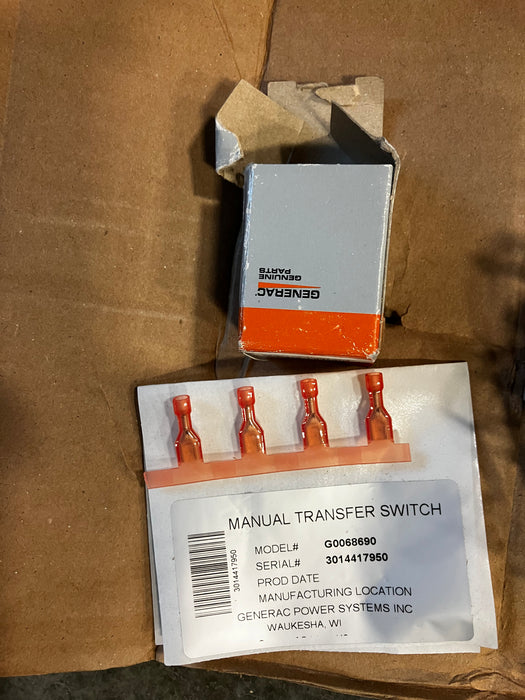 GENERAC
GENUINE
PARTS
MANUAL TRANSFER SWITCH
MODEL# G0068690
SERIAL# 3014417950
PROD DATE
MANUFACTURING LOCATION
GENERAC POWER SYSTEMS INC
WAUKESHA, WI
3014417950